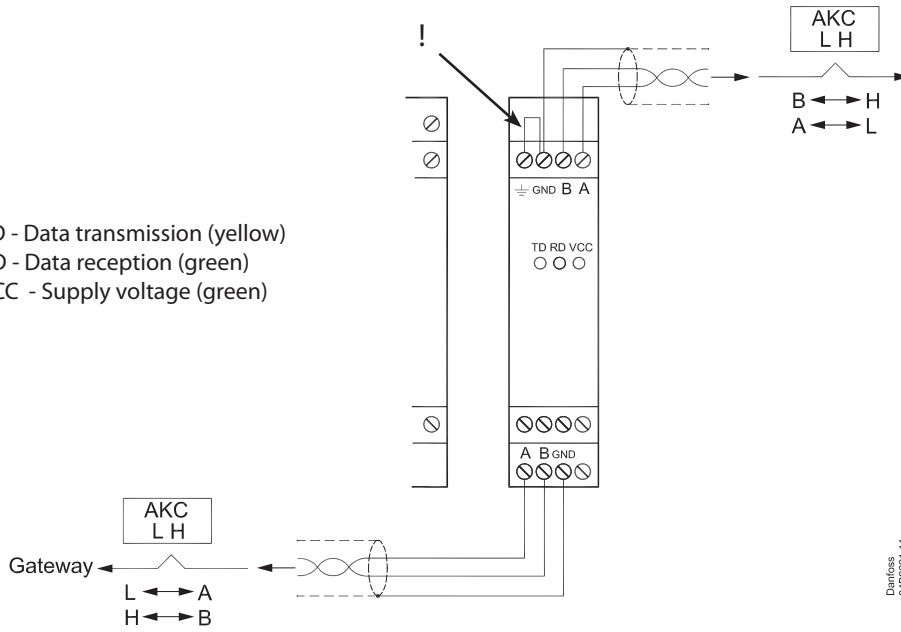 !
AKC
L H
B H
A L
GND B A
TD RD VCC
D - Data transmission (yellow)
D - Data reception (green)
CC - Supply voltage (green)
A B GND
AKC
L H
Gateway
L A
H B
Danfoss